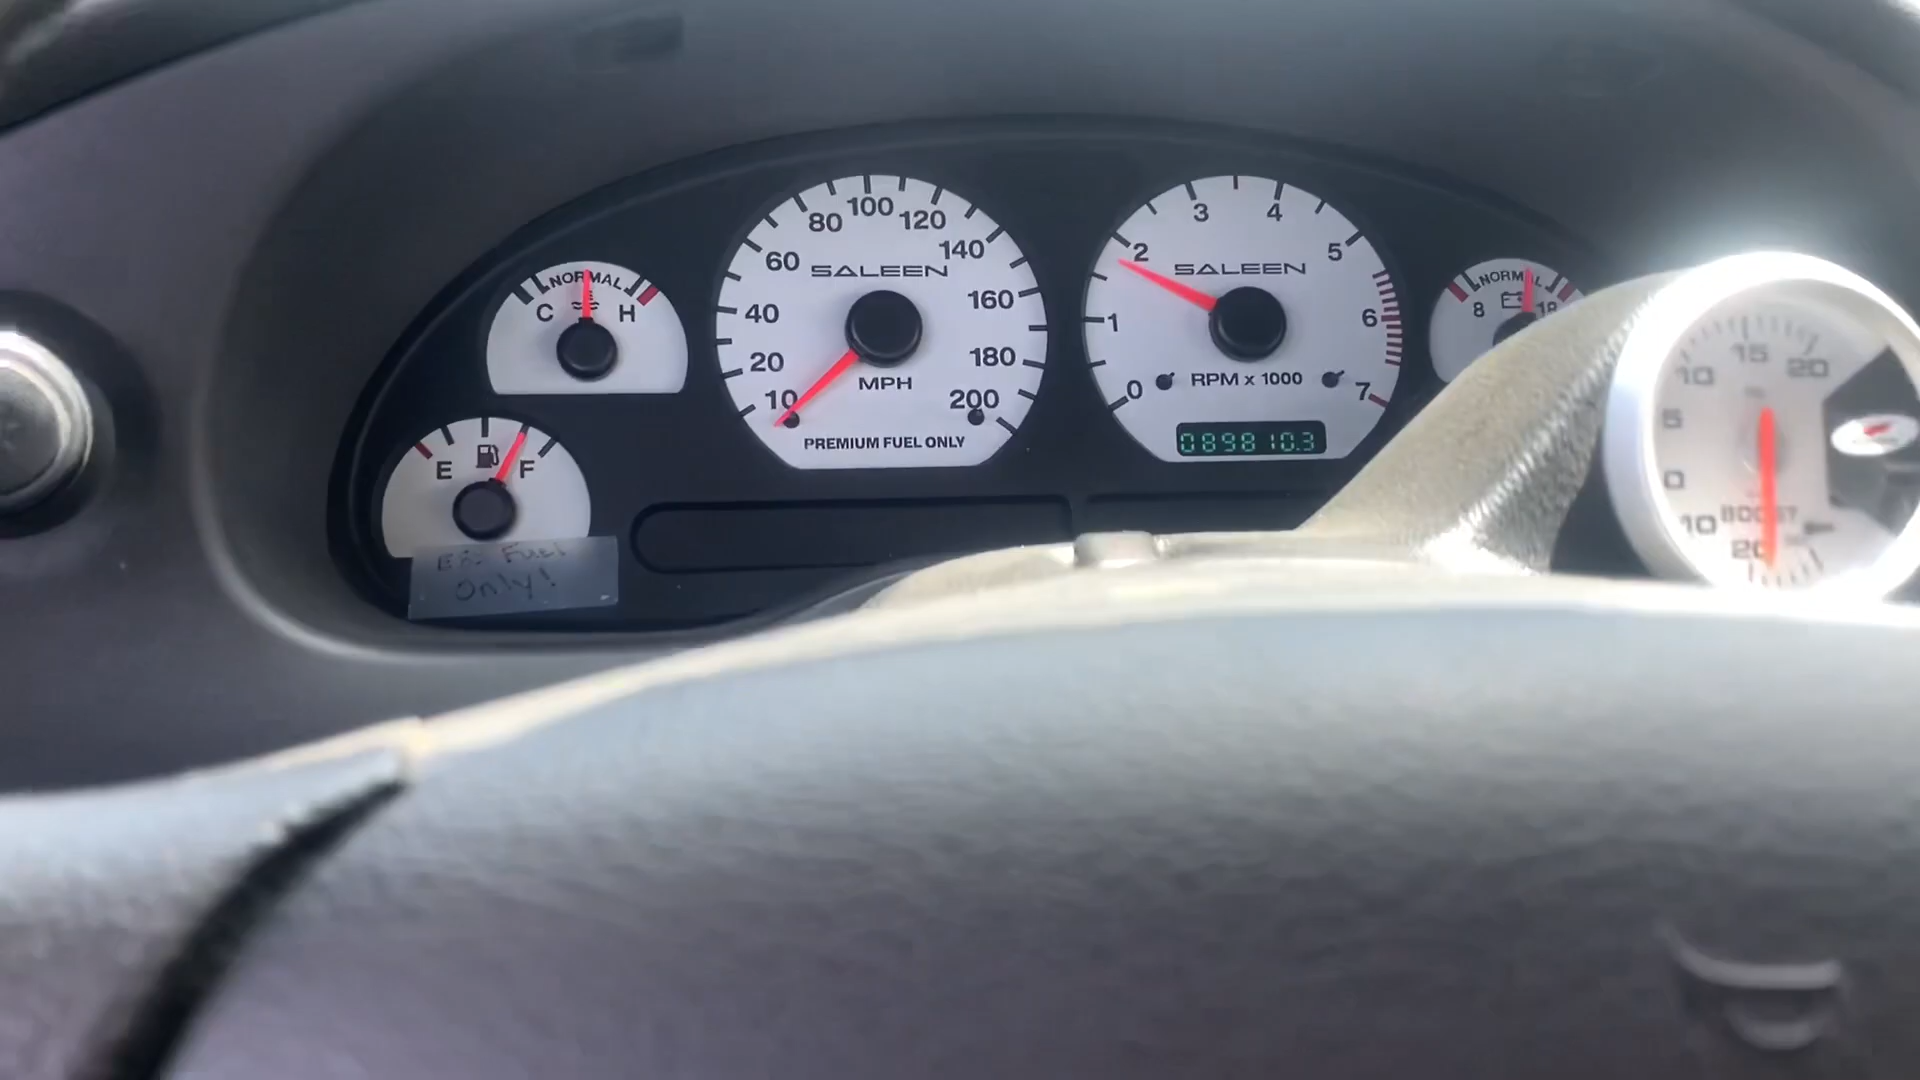 NORMAL
C H
E F
E85 Fuel
Only!
10 20 40 60 80 100 120 140 160 180 200
SALEEN
MPH
PREMIUM FUEL ONLY
0 1 2 3 4 5 6 7
SALEEN
RPM x 1000
089810.3
NORMAL
8 18
20 10 0 5 10 15 20
BOOST